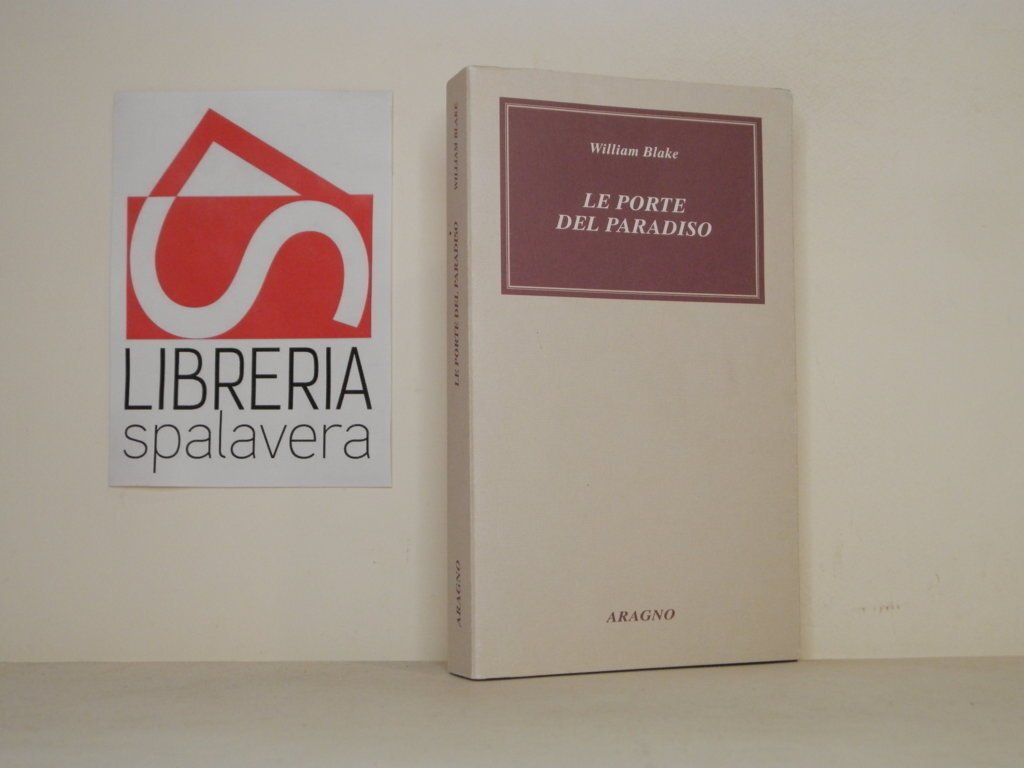 LIBRERIA
spalavera
WILLIAM BLAKE
LE PORTE DEL PARADISO
ARAGNO
William Blake
LE PORTE
DEL PARADISO
ARAGNO